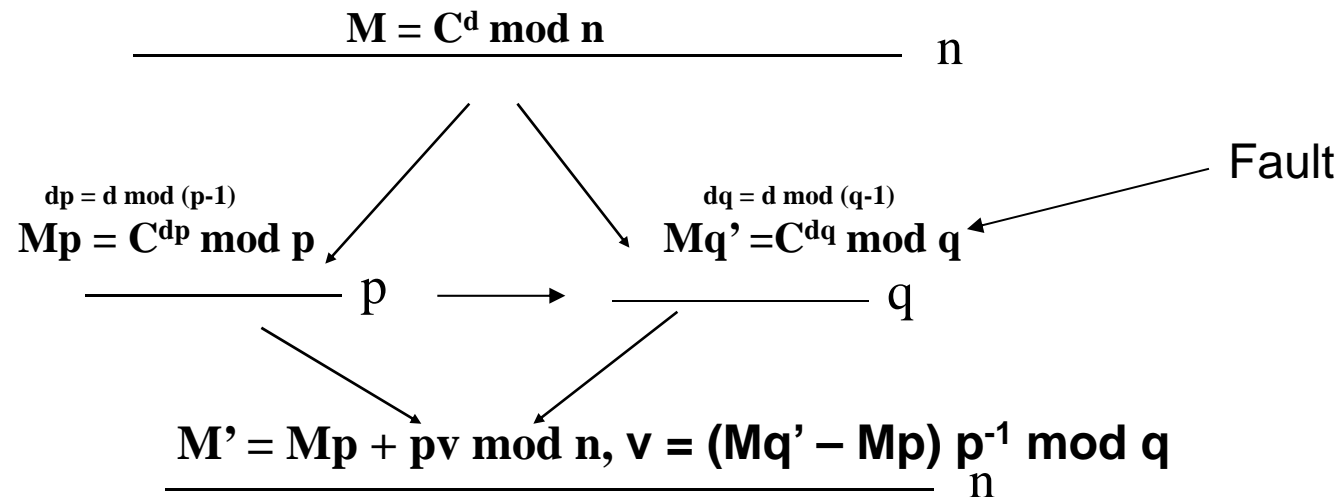 M = C^d mod n
n
Fault
dp = d mod (p-1)
dq = d mod (q-1)
Mp = C^dp mod p
Mq’ =C^dq mod q
p
q
M’ = Mp + pv mod n, v = (Mq’ – Mp) p^-1 mod q
n